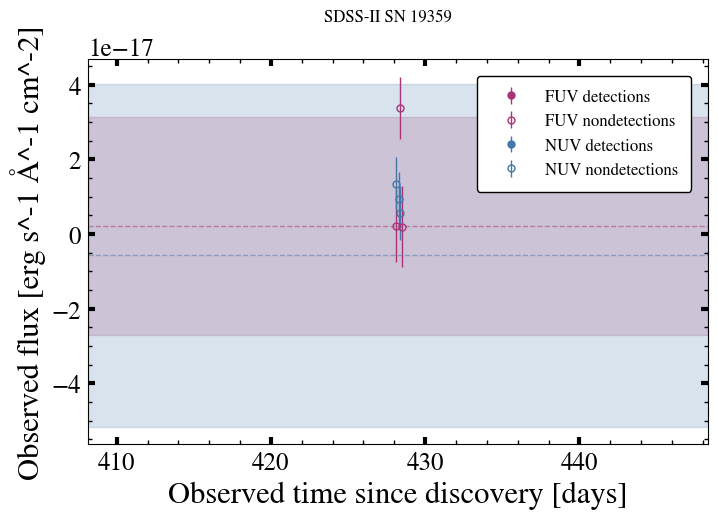 SDSS-II SN 19359
1e−17
Observed flux [erg s^-1 Å^-1 cm^-2]
4
2
0
−2
−4
FUV detections
FUV nondetections
NUV detections
NUV nondetections
410 420 430 440
Observed time since discovery [days]